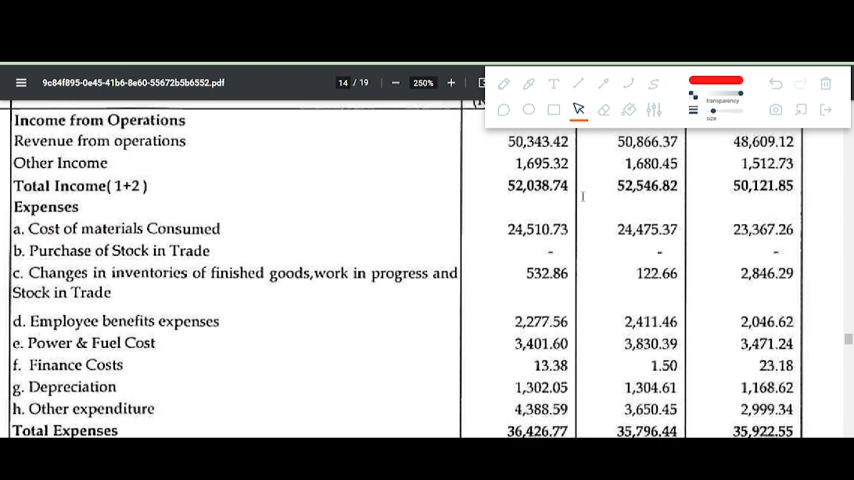 9c84f895-0e45-41b6-8e60-55672b5b6552.pdf 14 / 19 250%
transparency
size
Income from Operations
Revenue from operations 50,343.42 50,866.37 48,609.12
Other Income 1,695.32 1,680.45 1,512.73
Total Income( 1+2 ) 52,038.74 52,546.82 50,121.85
Expenses
a. Cost of materials Consumed 24,510.73 24,475.37 23,367.26
b. Purchase of Stock in Trade - - -
c. Changes in inventories of finished goods,work in progress and 532.86 122.66 2,846.29
Stock in Trade
d. Employee benefits expenses 2,277.56 2,411.46 2,046.62
e. Power & Fuel Cost 3,401.60 3,830.39 3,471.24
f. Finance Costs 13.38 1.50 23.18
g. Depreciation 1,302.05 1,304.61 1,168.62
h. Other expenditure 4,388.59 3,650.45 2,999.34
Total Expenses 36,426.77 35,796.44 35,922.55